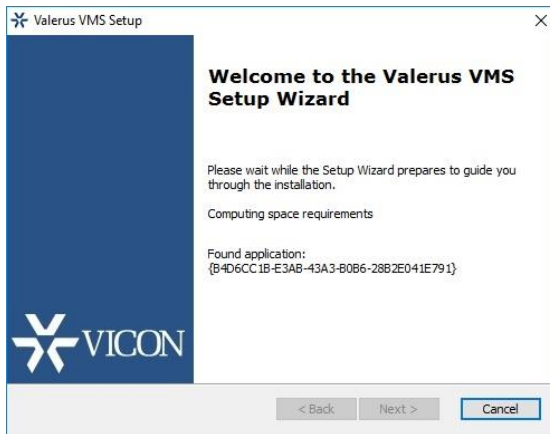 Valerus VMS Setup
Welcome to the Valerus VMS
Setup Wizard
Please wait while the Setup Wizard prepares to guide you
through the installation.
Computing space requirements
Found application:
{B4D6CC1B-E3AB-43A3-B0B6-28B2E041E791}
VICON
< Back
Next >
Cancel